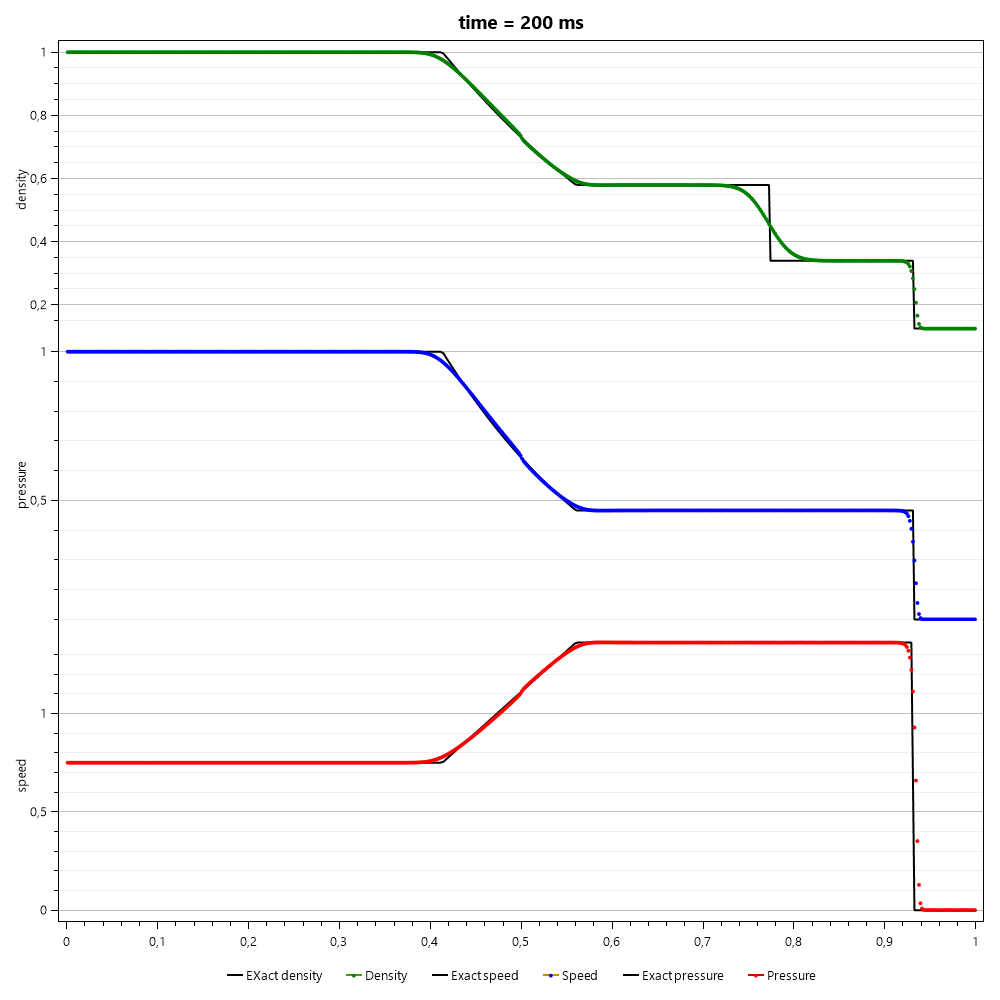 time = 200 ms
density
1
0,8
0,6
0,4
0,2
pressure
1
0,5
speed
1
0,5
0
0 0,1 0,2 0,3 0,4 0,5 0,6 0,7 0,8 0,9 1
EXact density Density Exact speed Speed Exact pressure Pressure